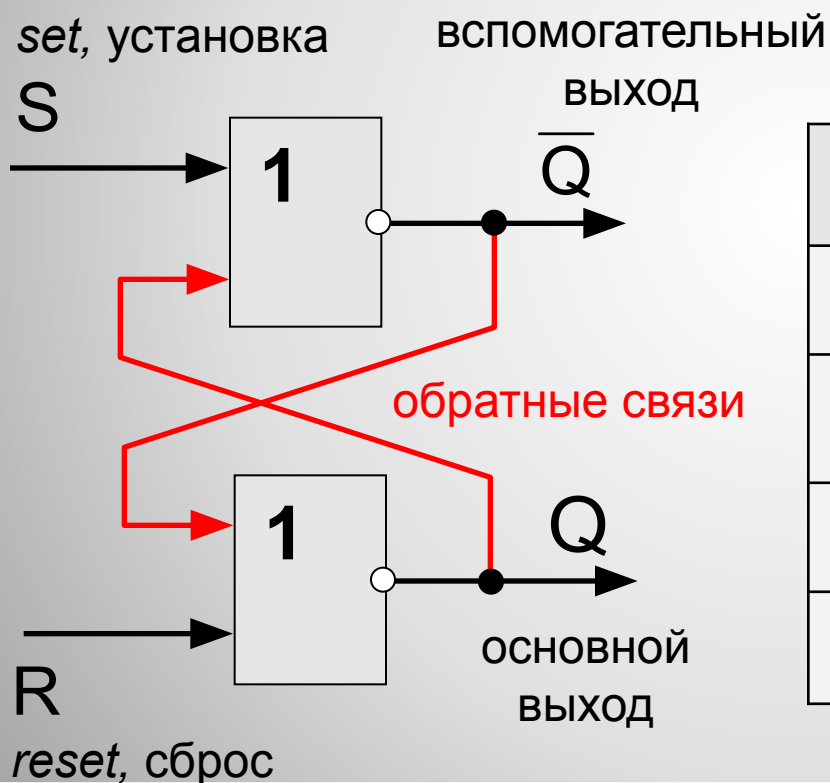 set, установка
S
вспомогательный
выход
1
Q
обратные связи
1
Q
основной
выход
R
reset, сброс